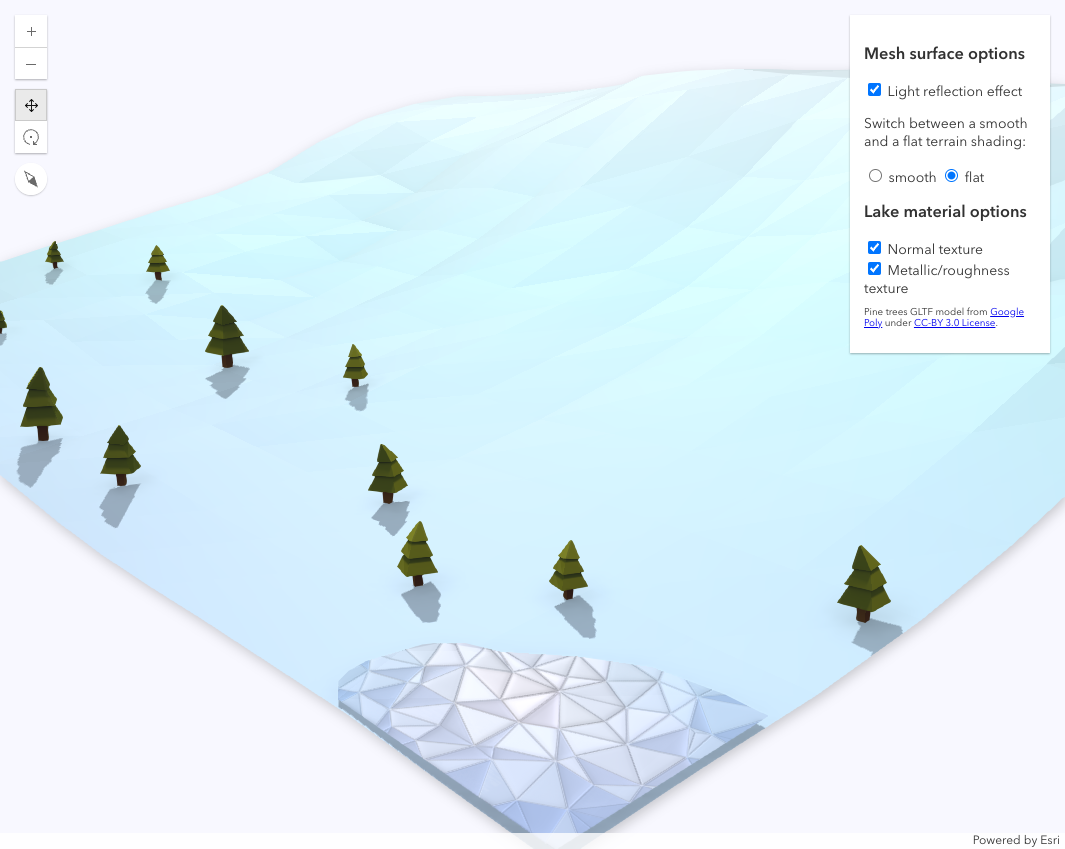 Mesh surface options
Light reflection effect
Switch between a smooth
and a flat terrain shading:
smooth flat
Lake material options
Normal texture
Metallic/roughness
texture
Pine trees GLTF model from Google
Poly under CC-BY 3.0 License.
Powered by Esri